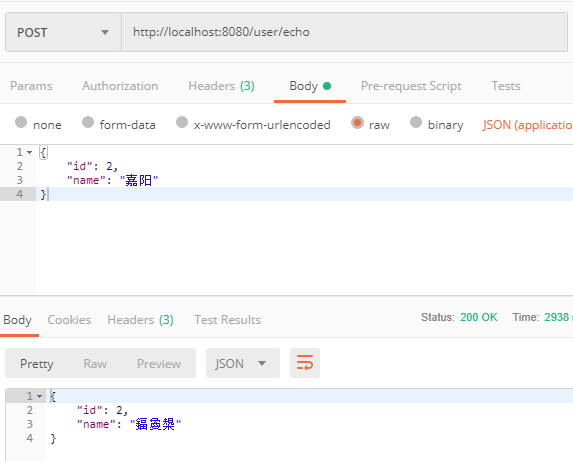 POST http://localhost:8080/user/echo
Params Authorization Headers (3) Body Pre-request Script Tests
none form-data x-www-form-urlencoded raw binary JSON (applicatio
1 {
2 "id": 2,
3 "name": "嘉阳"
4 }
Body Cookies Headers (3) Test Results Status: 200 OK Time: 2938
Pretty Raw Preview JSON
1 {
2 "id": 2,
3 "name": "鍢夐槼"
4 }